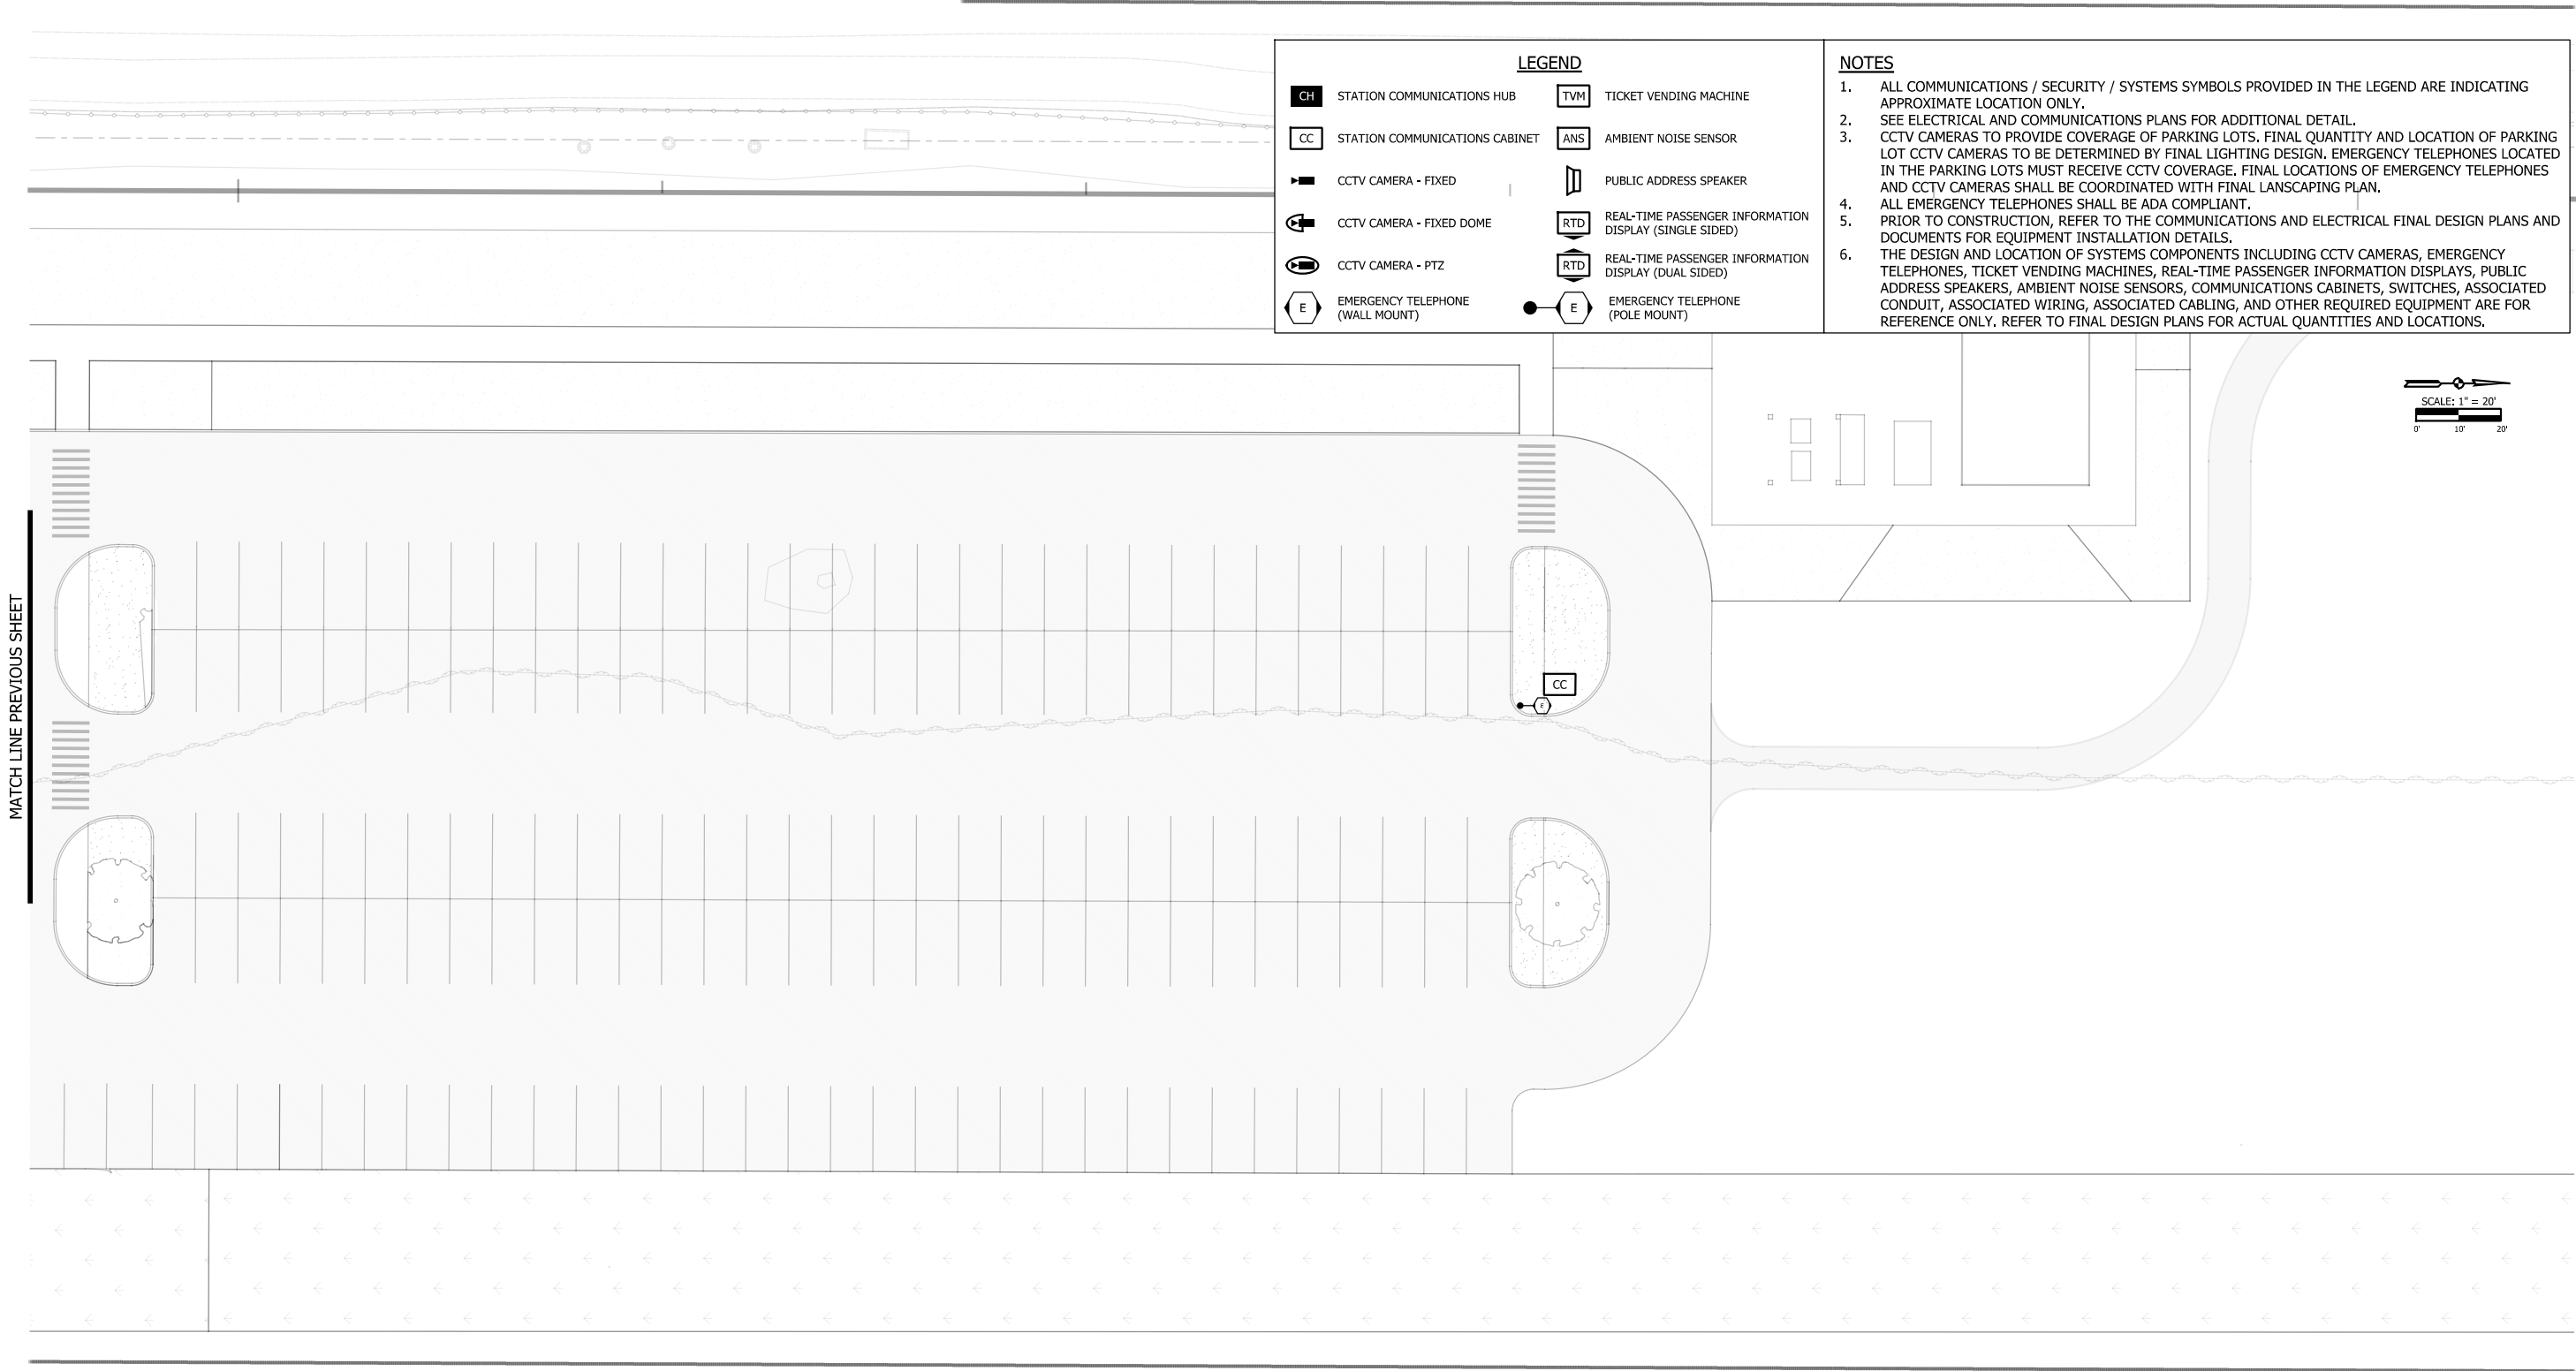 LEGEND
CH STATION COMMUNICATIONS HUB
TVM TICKET VENDING MACHINE
CC STATION COMMUNICATIONS CABINET
ANS AMBIENT NOISE SENSOR
CCTV CAMERA - FIXED
PUBLIC ADDRESS SPEAKER
CCTV CAMERA - FIXED DOME
RTD REAL-TIME PASSENGER INFORMATION
DISPLAY (SINGLE SIDED)
CCTV CAMERA - PTZ
RTD REAL-TIME PASSENGER INFORMATION
DISPLAY (DUAL SIDED)
E EMERGENCY TELEPHONE
(WALL MOUNT)
E EMERGENCY TELEPHONE
(POLE MOUNT)
NOTES
1. ALL COMMUNICATIONS / SECURITY / SYSTEMS SYMBOLS PROVIDED IN THE LEGEND ARE INDICATING
APPROXIMATE LOCATION ONLY.
2. SEE ELECTRICAL AND COMMUNICATIONS PLANS FOR ADDITIONAL DETAIL.
3. CCTV CAMERAS TO PROVIDE COVERAGE OF PARKING LOTS. FINAL QUANTITY AND LOCATION OF PARKING
LOT CCTV CAMERAS TO BE DETERMINED BY FINAL LIGHTING DESIGN. EMERGENCY TELEPHONES LOCATED
IN THE PARKING LOTS MUST RECEIVE CCTV COVERAGE. FINAL LOCATIONS OF EMERGENCY TELEPHONES
AND CCTV CAMERAS SHALL BE COORDINATED WITH FINAL LANSCAPING PLAN.
4. ALL EMERGENCY TELEPHONES SHALL BE ADA COMPLIANT.
5. PRIOR TO CONSTRUCTION, REFER TO THE COMMUNICATIONS AND ELECTRICAL FINAL DESIGN PLANS AND
DOCUMENTS FOR EQUIPMENT INSTALLATION DETAILS.
6. THE DESIGN AND LOCATION OF SYSTEMS COMPONENTS INCLUDING CCTV CAMERAS, EMERGENCY
TELEPHONES, TICKET VENDING MACHINES, REAL-TIME PASSENGER INFORMATION DISPLAYS, PUBLIC
ADDRESS SPEAKERS, AMBIENT NOISE SENSORS, COMMUNICATIONS CABINETS, SWITCHES, ASSOCIATED
CONDUIT, ASSOCIATED WIRING, ASSOCIATED CABLING, AND OTHER REQUIRED EQUIPMENT ARE FOR
REFERENCE ONLY. REFER TO FINAL DESIGN PLANS FOR ACTUAL QUANTITIES AND LOCATIONS.
SCALE: 1" = 20'
0' 10' 20'
MATCH LINE PREVIOUS SHEET
CC
E